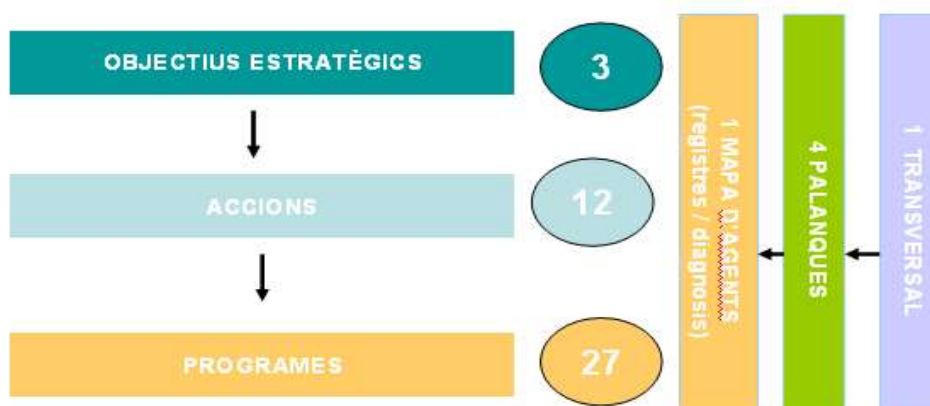 OBJECTIUS ESTRATÈGICS
3
ACCIONS
12
PROGRAMES
27
1 MAPA D'AGENTS
(registres / diagnosis)
4 PALANQUES
1 TRANSVERSAL